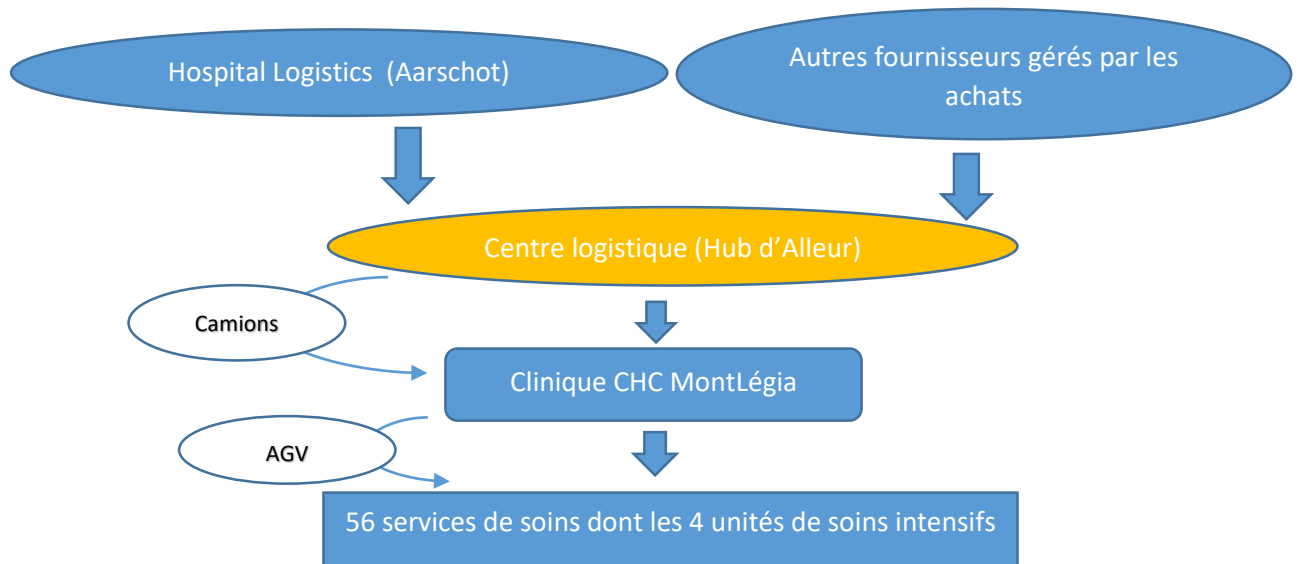 Hospital Logistics (Aarschot)
Autres fournisseurs gérés par les
achats
Centre logistique (Hub d’Alleur)
Camions
Clinique CHC MontLégia
AGV
56 services de soins dont les 4 unités de soins intensifs